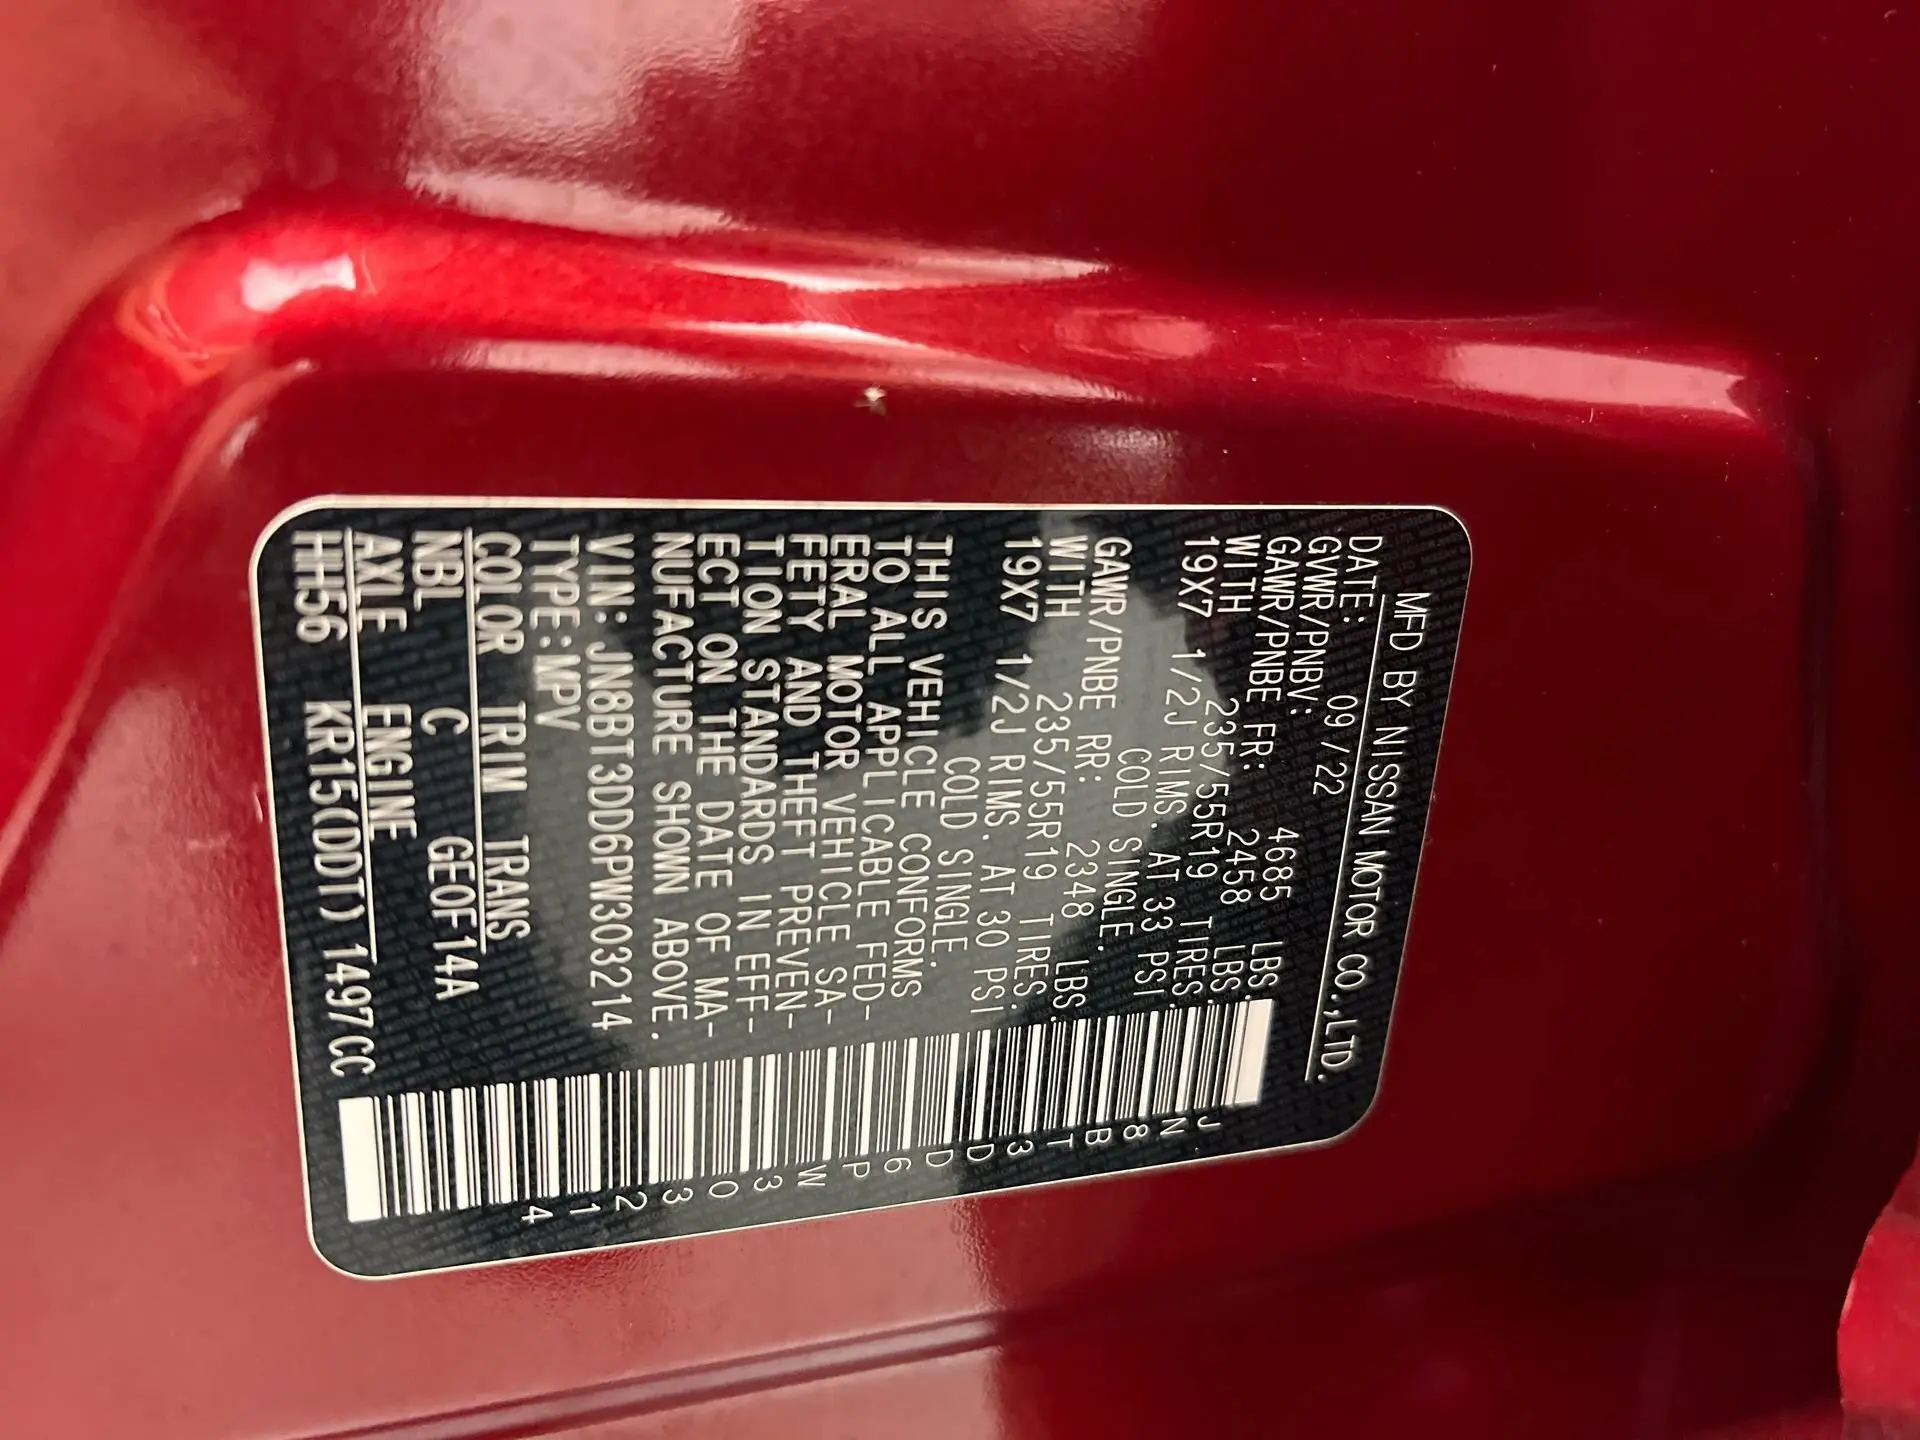 MFD BY NISSAN MOTOR CO.,LTD.
DATE: 09/22
GVWR/PNBV: 4685 LBS.
GAWR/PNBE FR: 2458 LBS.
WITH 235/55R19 TIRES.
19X7 1/2J RIMS. AT 33 PSI
COLD SINGLE.
GAWR/PNBE RR: 2348 LBS.
WITH 235/55R19 TIRES.
19X7 1/2J RIMS. AT 30 PSI
COLD SINGLE.
THIS VEHICLE CONFORMS
TO ALL APPLICABLE FED-
ERAL MOTOR VEHICLE SA-
FETY AND THEFT PREVEN-
TION STANDARDS IN EFF-
ECT ON THE DATE OF MA-
NUFACTURE SHOWN ABOVE.
VIN: JN8BT3DD6PW303214
TYPE:MPV
COLOR TRIM TRANS
NBL C GE0F14A
AXLE ENGINE
HH56 KR15(DDT) 1497CC
JN8BT3DD6PW303214